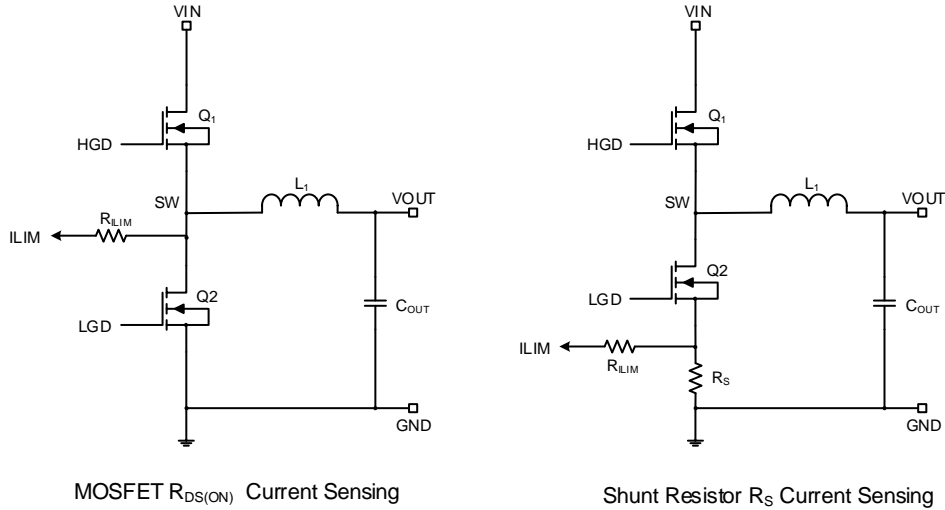 VIN
Q1
HGD
L1
VOUT
SW
RILIM
ILIM
Q2
COUT
LGD
GND
MOSFET RDS(ON) Current Sensing
VIN
Q1
HGD
L1
VOUT
SW
Q2
LGD
COUT
ILIM
RILIM
RS
GND
Shunt Resistor RS Current Sensing